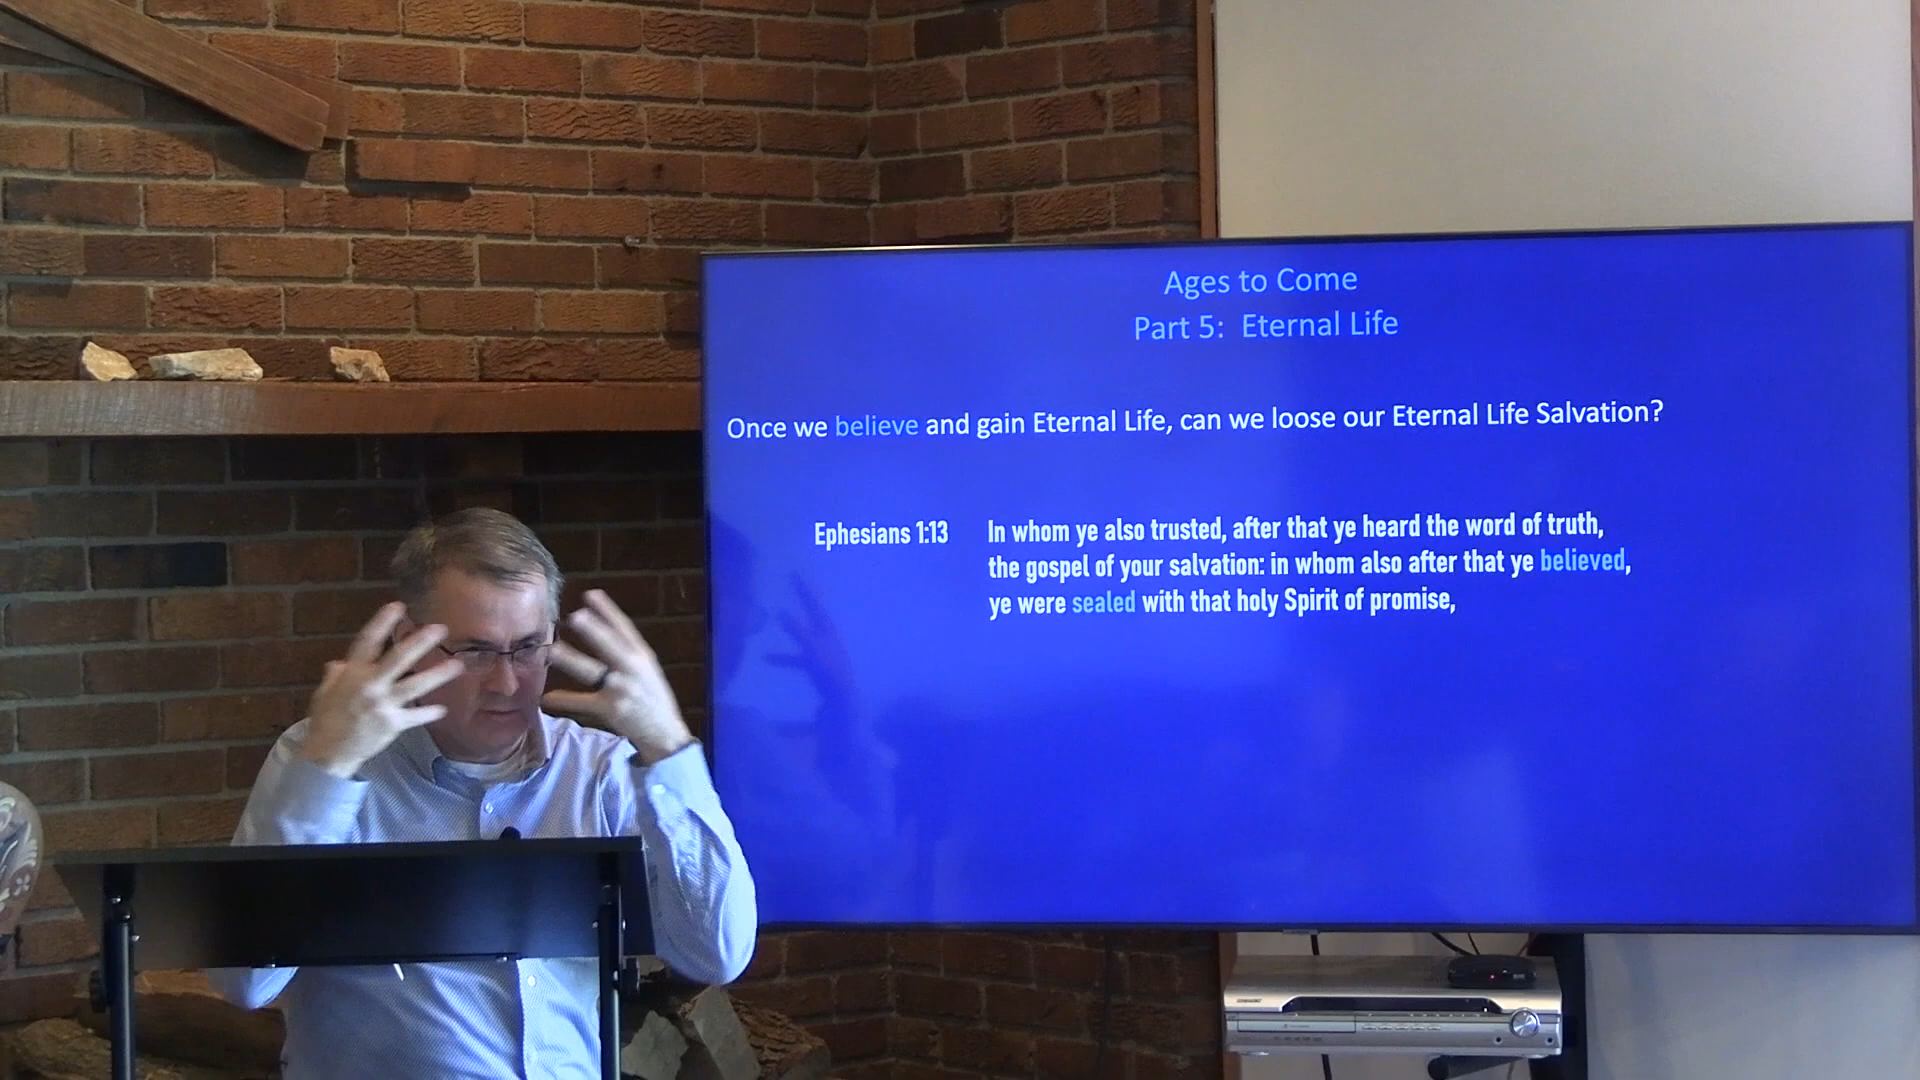 Ages to Come
Part 5: Eternal Life
Once we believe and gain Eternal Life, can we loose our Eternal Life Salvation?
Ephesians 1:13 In whom ye also trusted, after that ye heard the word of truth,
the gospel of your salvation: in whom also after that ye believed,
ye were sealed with that holy Spirit of promise,